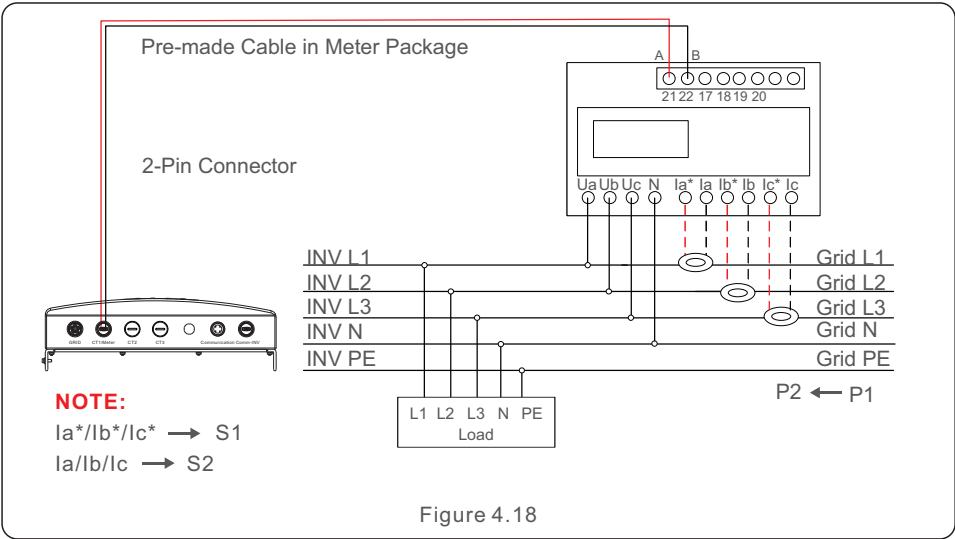 Pre-made Cable in Meter Package
A B
21 22 17 18 19 20
2-Pin Connector
Ua Ub Uc N Ia* Ia Ib* Ib Ic* Ic
INV L1 Grid L1
INV L2 Grid L2
INV L3 Grid L3
INV N Grid N
INV PE Grid PE
GRID CT1/Meter CT2 CT3 Communication Comm-INV
P2 P1
NOTE:
Ia*/Ib*/Ic* → S1
Ia/Ib/Ic → S2
L1 L2 L3 N PE
Load
Figure 4.18